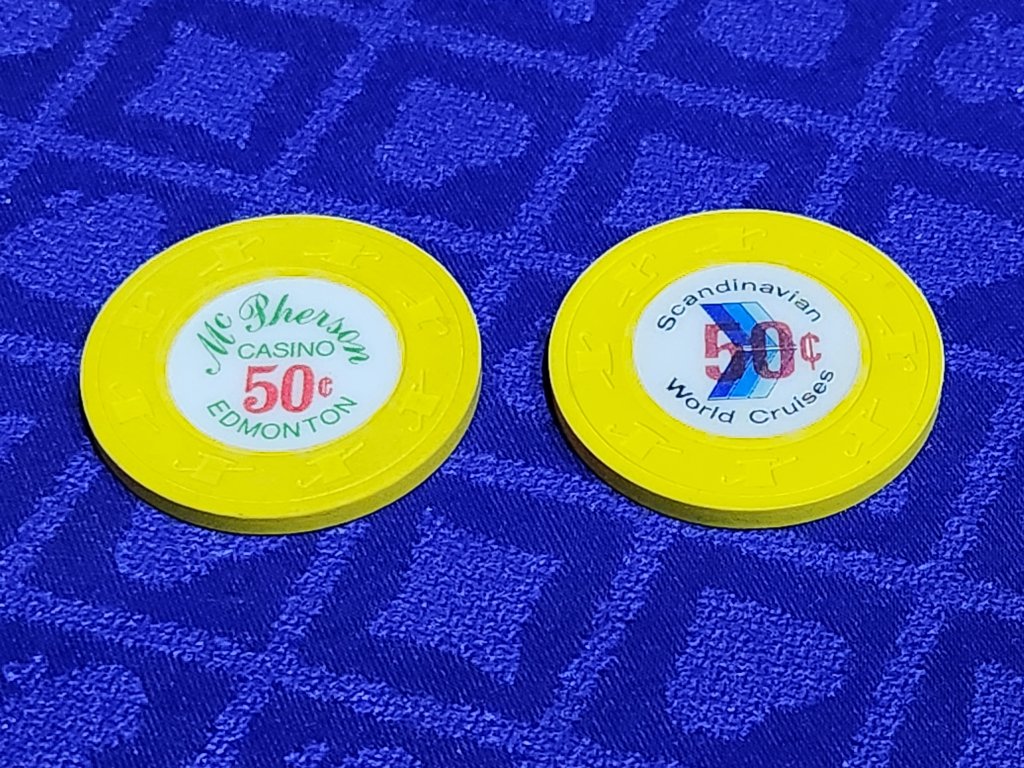 Mc Pherson
CASINO
50¢
EDMONTON
Scandinavian
50¢
World Cruises